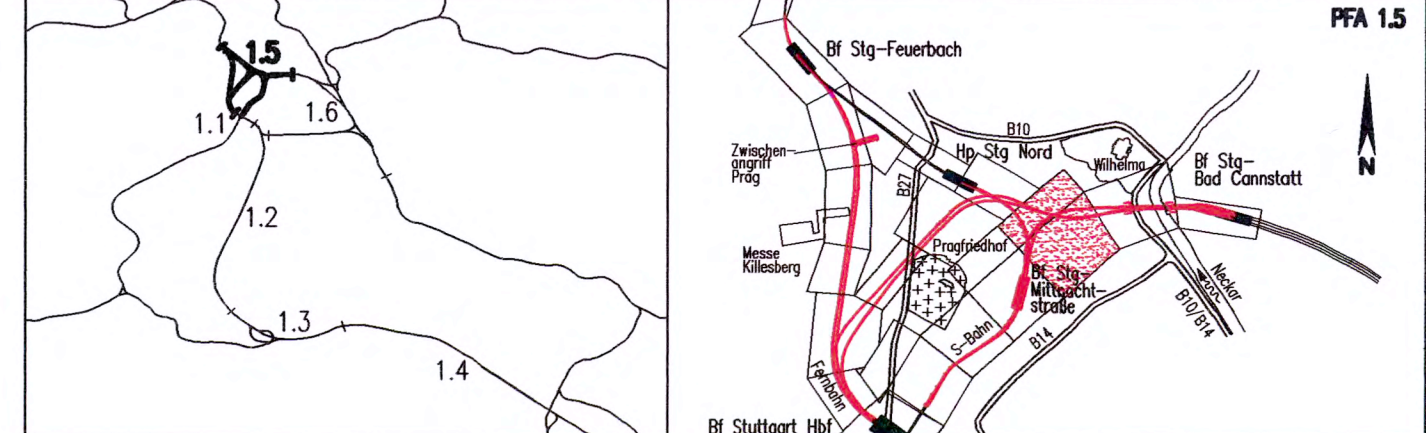 1.5
1.1
1.6
1.2
1.3
1.4
PFA 1.5
Bf Stg-Feuerbach
B10
Zwischen-
angriff
Prag
Hp Stg Nord
Wilhelma
Bf Stg-
Bad Cannstatt
B27
Messe
Killesberg
Pragfriedhof
Bf Stg-
Mittnacht-
straße
Neckar
B10/B14
S-Bahn
B14
Fernbahn
Bf Stuttgart Hbf
N